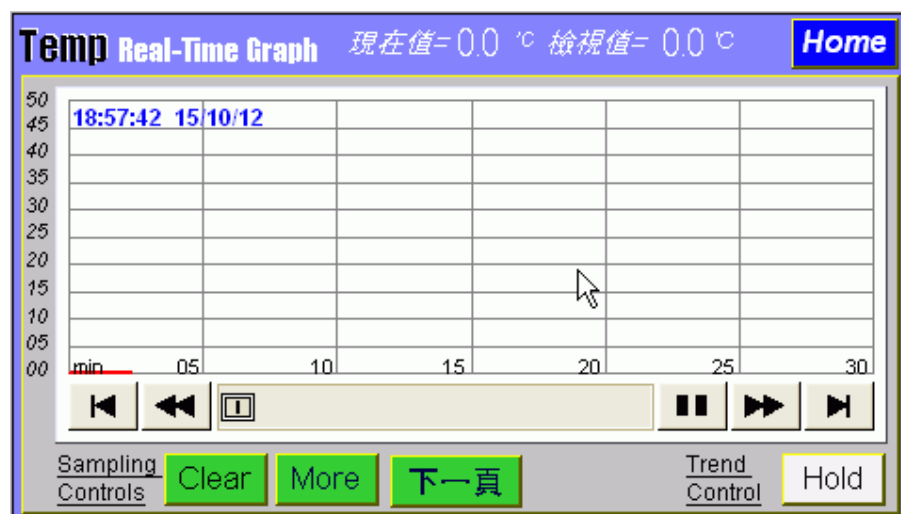 Temp Real-Time Graph 現在值= 0.0 ℃ 檢視值= 0.0 ℃ Home
50
45
40
35
30
25
20
15
10
05
00
18:57:42 15/10/12
min 05 10 15 20 25 30
Sampling Controls
Clear
More
下一頁
Trend Control
Hold